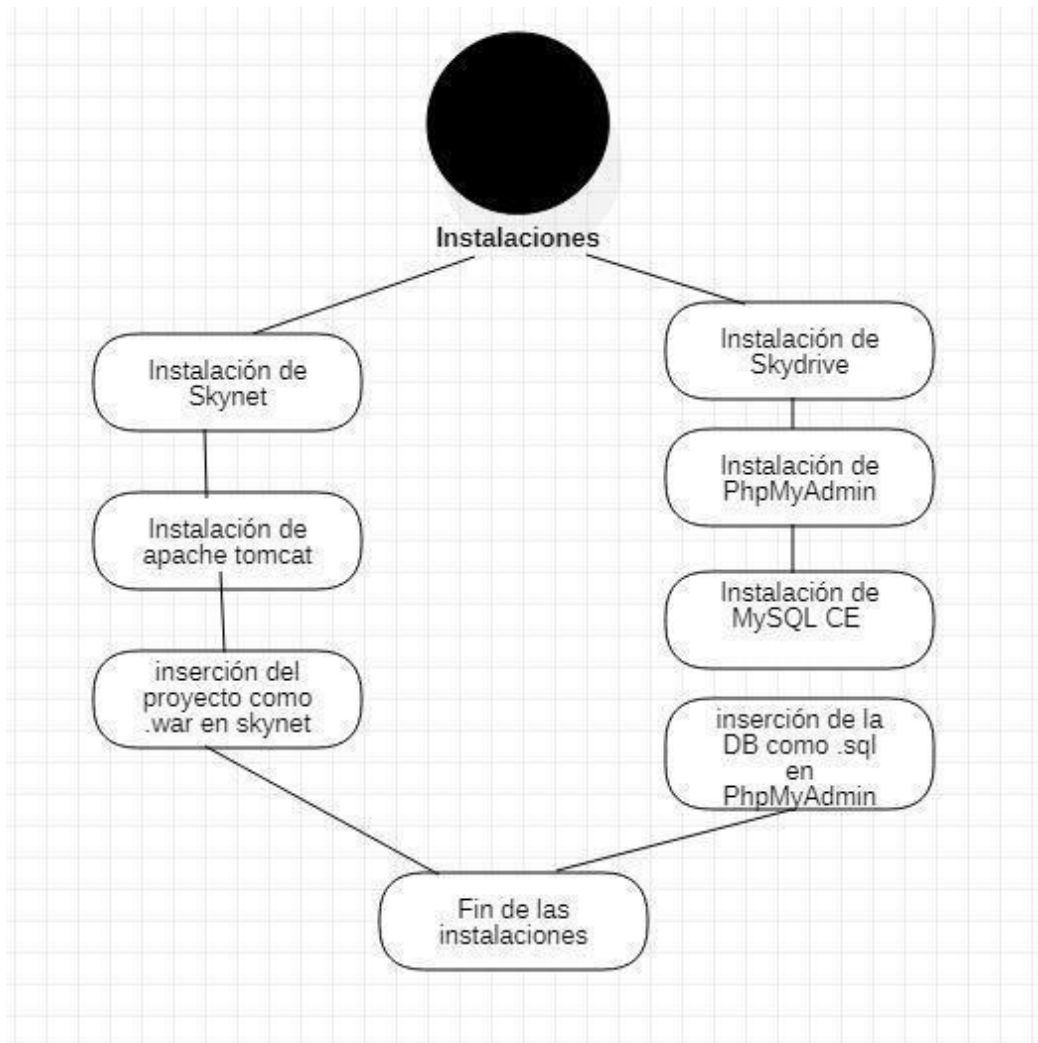 Instalaciones
Instalación de
Skynet
Instalación de
apache tomcat
inserción del
proyecto como
.war en skynet
Instalación de
Skydrive
Instalación de
PhpMyAdmin
Instalación de
MySQL CE
inserción de la
DB como .sql
en
PhpMyAdmin
Fin de las
instalaciones